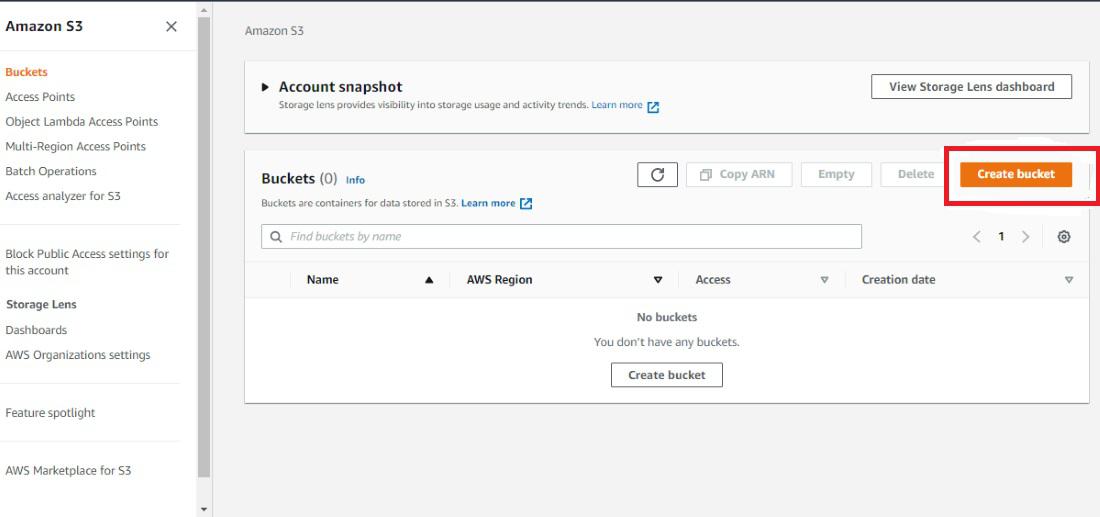 Amazon S3
Buckets
Access Points
Object Lambda Access Points
Multi-Region Access Points
Batch Operations
Access analyzer for S3
Block Public Access settings for
this account
Storage Lens
Dashboards
AWS Organizations settings
Feature spotlight
AWS Marketplace for S3
Amazon S3
Account snapshot
Storage lens provides visibility into storage usage and activity trends. Learn more
View Storage Lens dashboard
Buckets (0) Info
Buckets are containers for data stored in S3. Learn more
Copy ARN
Empty
Delete
Create bucket
Find buckets by name
1
Name AWS Region Access Creation date
No buckets
You don't have any buckets.
Create bucket